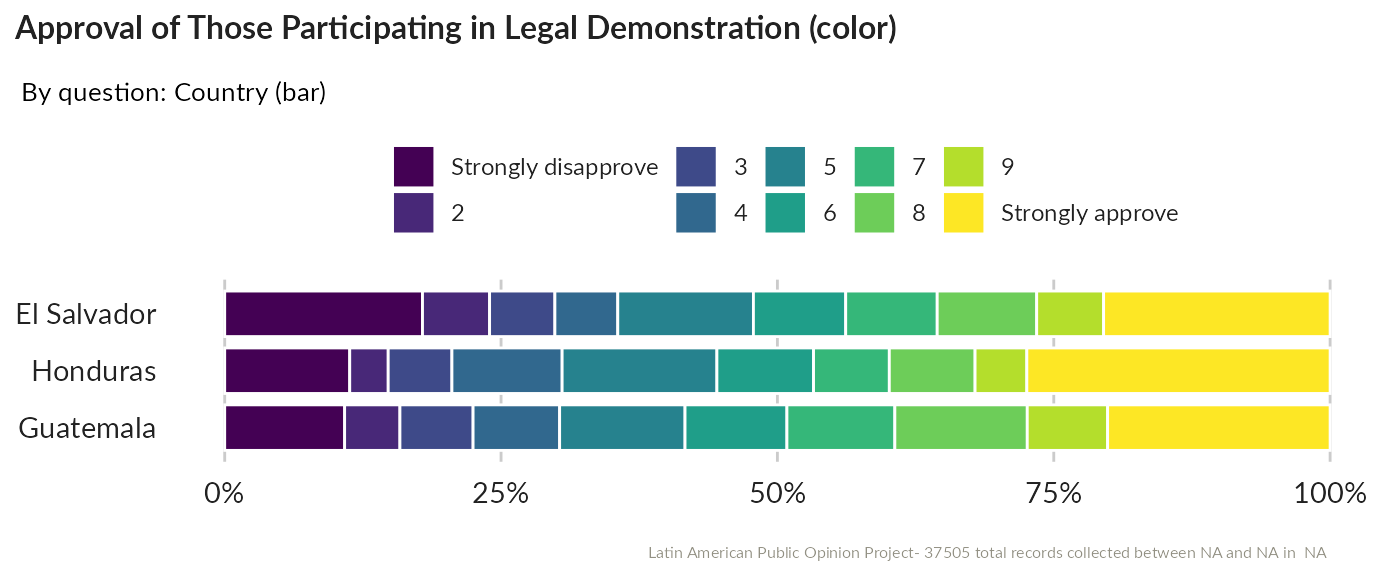 Approval of Those Participating in Legal Demonstration (color)
By question: Country (bar)
Strongly disapprove 3 5 7 9
2 4 6 8 Strongly approve
El Salvador
Honduras
Guatemala
0% 25% 50% 75% 100%
Latin American Public Opinion Project- 37505 total records collected between NA and NA in  NA